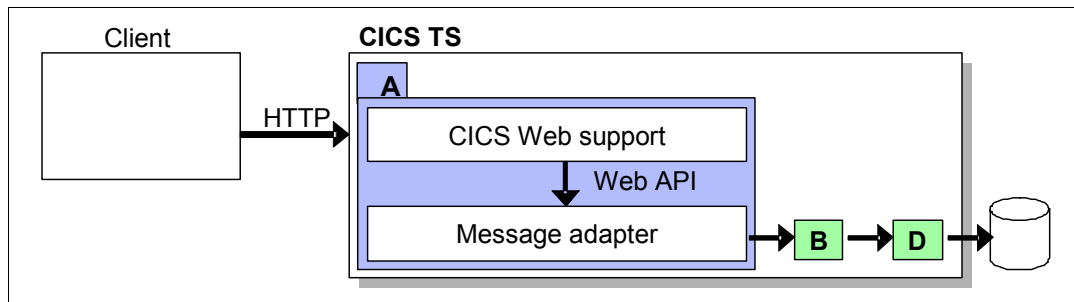 Client
CICS TS
A
HTTP
CICS Web support
Web API
Message adapter
B
D